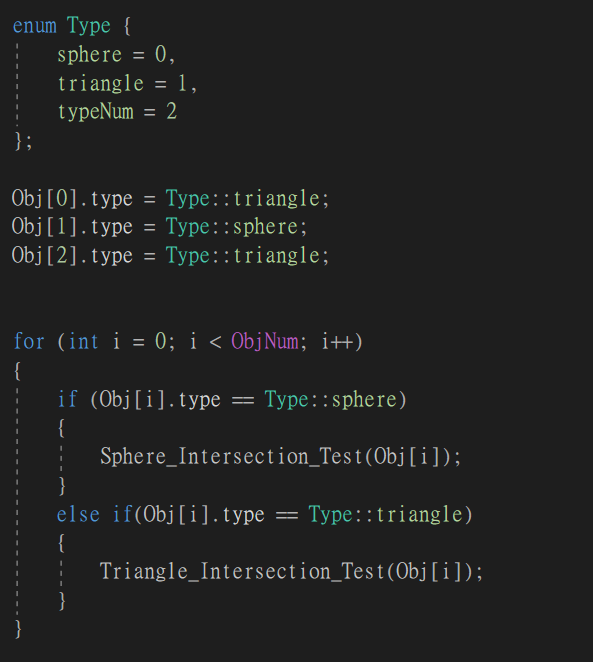 enum Type {
sphere = 0,
triangle = 1,
typeNum = 2
};
Obj[0].type = Type::triangle;
Obj[1].type = Type::sphere;
Obj[2].type = Type::triangle;
for (int i = 0; i < ObjNum; i++)
{
if (Obj[i].type == Type::sphere)
{
Sphere_Intersection_Test(Obj[i]);
}
else if(Obj[i].type == Type::triangle)
{
Triangle_Intersection_Test(Obj[i]);
}
}